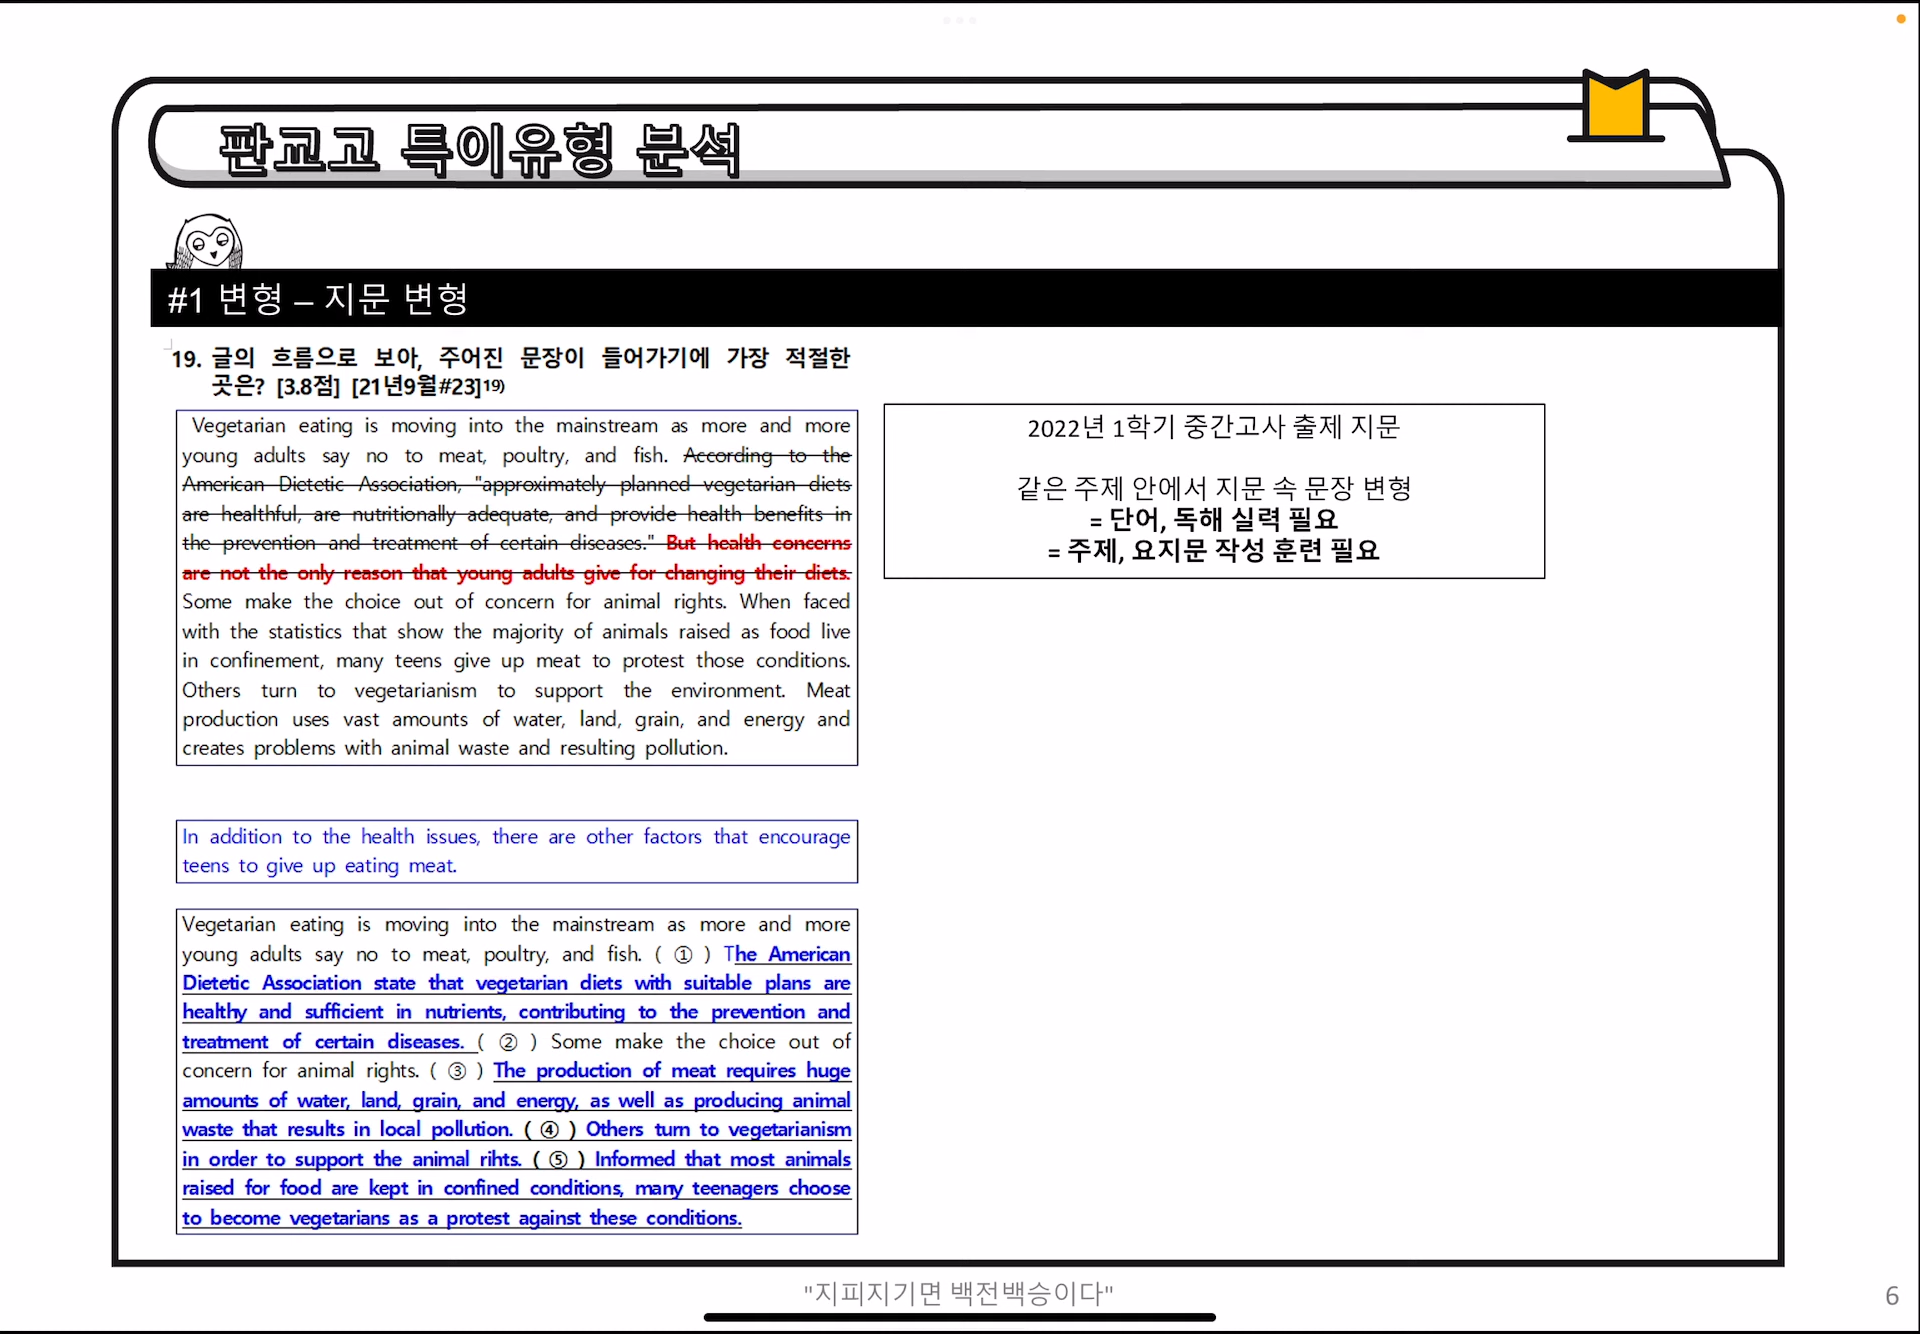 판교고 특이유형 분석
#1 변형 – 지문 변형
19. 글의 흐름으로 보아, 주어진 문장이 들어가기에 가장 적절한
곳은? [3.8점] [21년9월#23]19)
Vegetarian eating is moving into the mainstream as more and more
young adults say no to meat, poultry, and fish. According to the
American Dietetic Association, "approximately planned vegetarian diets
are healthful, are nutritionally adequate, and provide health benefits in
the prevention and treatment of certain diseases." But health concerns
are not the only reason that young adults give for changing their diets.
Some make the choice out of concern for animal rights. When faced
with the statistics that show the majority of animals raised as food live
in confinement, many teens give up meat to protest those conditions.
Others turn to vegetarianism to support the environment. Meat
production uses vast amounts of water, land, grain, and energy and
creates problems with animal waste and resulting pollution.
In addition to the health issues, there are other factors that encourage
teens to give up eating meat.
Vegetarian eating is moving into the mainstream as more and more
young adults say no to meat, poultry, and fish. ( ① ) The American
Dietetic Association state that vegetarian diets with suitable plans are
healthy and sufficient in nutrients, contributing to the prevention and
treatment of certain diseases. ( ② ) Some make the choice out of
concern for animal rights. ( ③ ) The production of meat requires huge
amounts of water, land, grain, and energy, as well as producing animal
waste that results in local pollution. ( ④ ) Others turn to vegetarianism
in order to support the animal rihts. ( ⑤ ) Informed that most animals
raised for food are kept in confined conditions, many teenagers choose
to become vegetarians as a protest against these conditions.
2022년 1학기 중간고사 출제 지문
같은 주제 안에서 지문 속 문장 변형
= 단어, 독해 실력 필요
= 주제, 요지문 작성 훈련 필요
"지피지기면 백전백승이다"
6